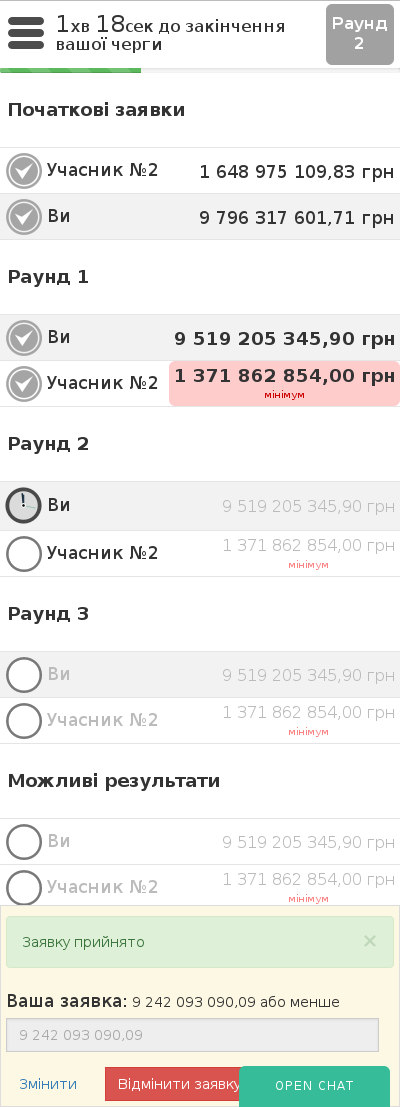 1хв 18сек до закінчення
вашої черги
Раунд
2
Початкові заявки
Учасник №2 1 648 975 109,83 грн
Ви 9 796 317 601,71 грн
Раунд 1
Ви 9 519 205 345,90 грн
Учасник №2 1 371 862 854,00 грн
мінімум
Раунд 2
Ви 9 519 205 345,90 грн
Учасник №2 1 371 862 854,00 грн
мінімум
Раунд 3
Ви 9 519 205 345,90 грн
Учасник №2 1 371 862 854,00 грн
мінімум
Можливі результати
Ви 9 519 205 345,90 грн
Учасник №2 1 371 862 854,00 грн
мінімум
Заявку прийнято ×
Ваша заявка: 9 242 093 090,09 або менше
9 242 093 090,09
Змінити Відмінити заявку OPEN CHAT